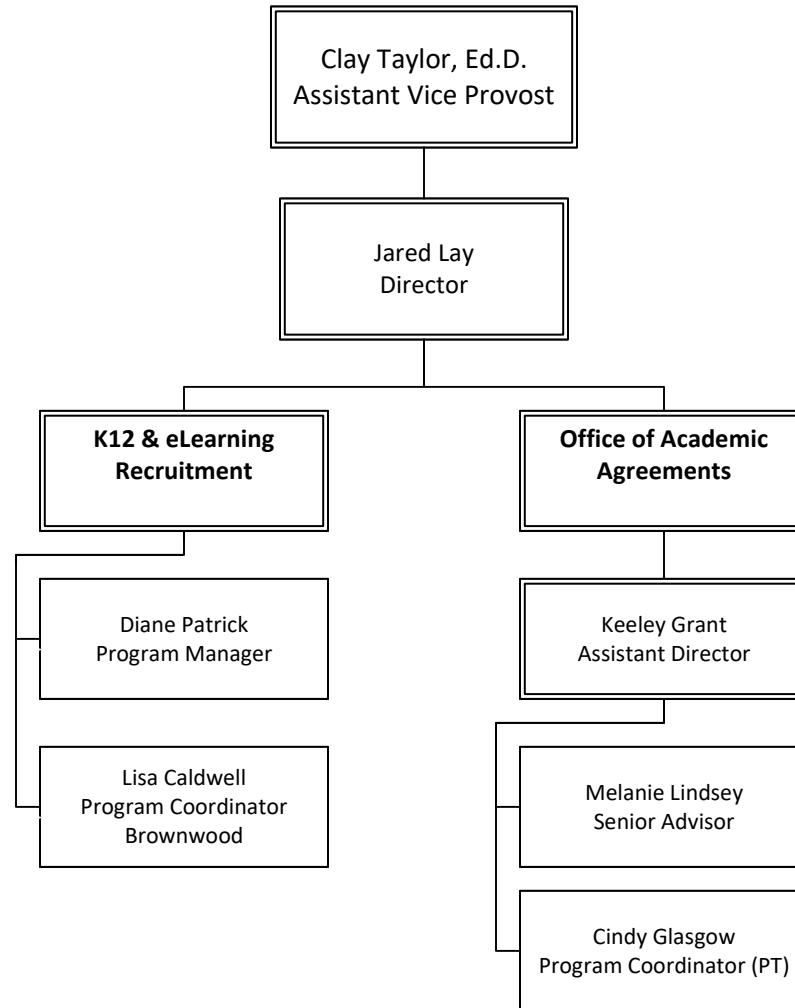 Clay Taylor, Ed.D.
Assistant Vice Provost
Jared Lay
Director
K12 & eLearning
Recruitment
Diane Patrick
Program Manager
Lisa Caldwell
Program Coordinator
Brownwood
Office of Academic
Agreements
Keeley Grant
Assistant Director
Melanie Lindsey
Senior Advisor
Cindy Glasgow
Program Coordinator (PT)